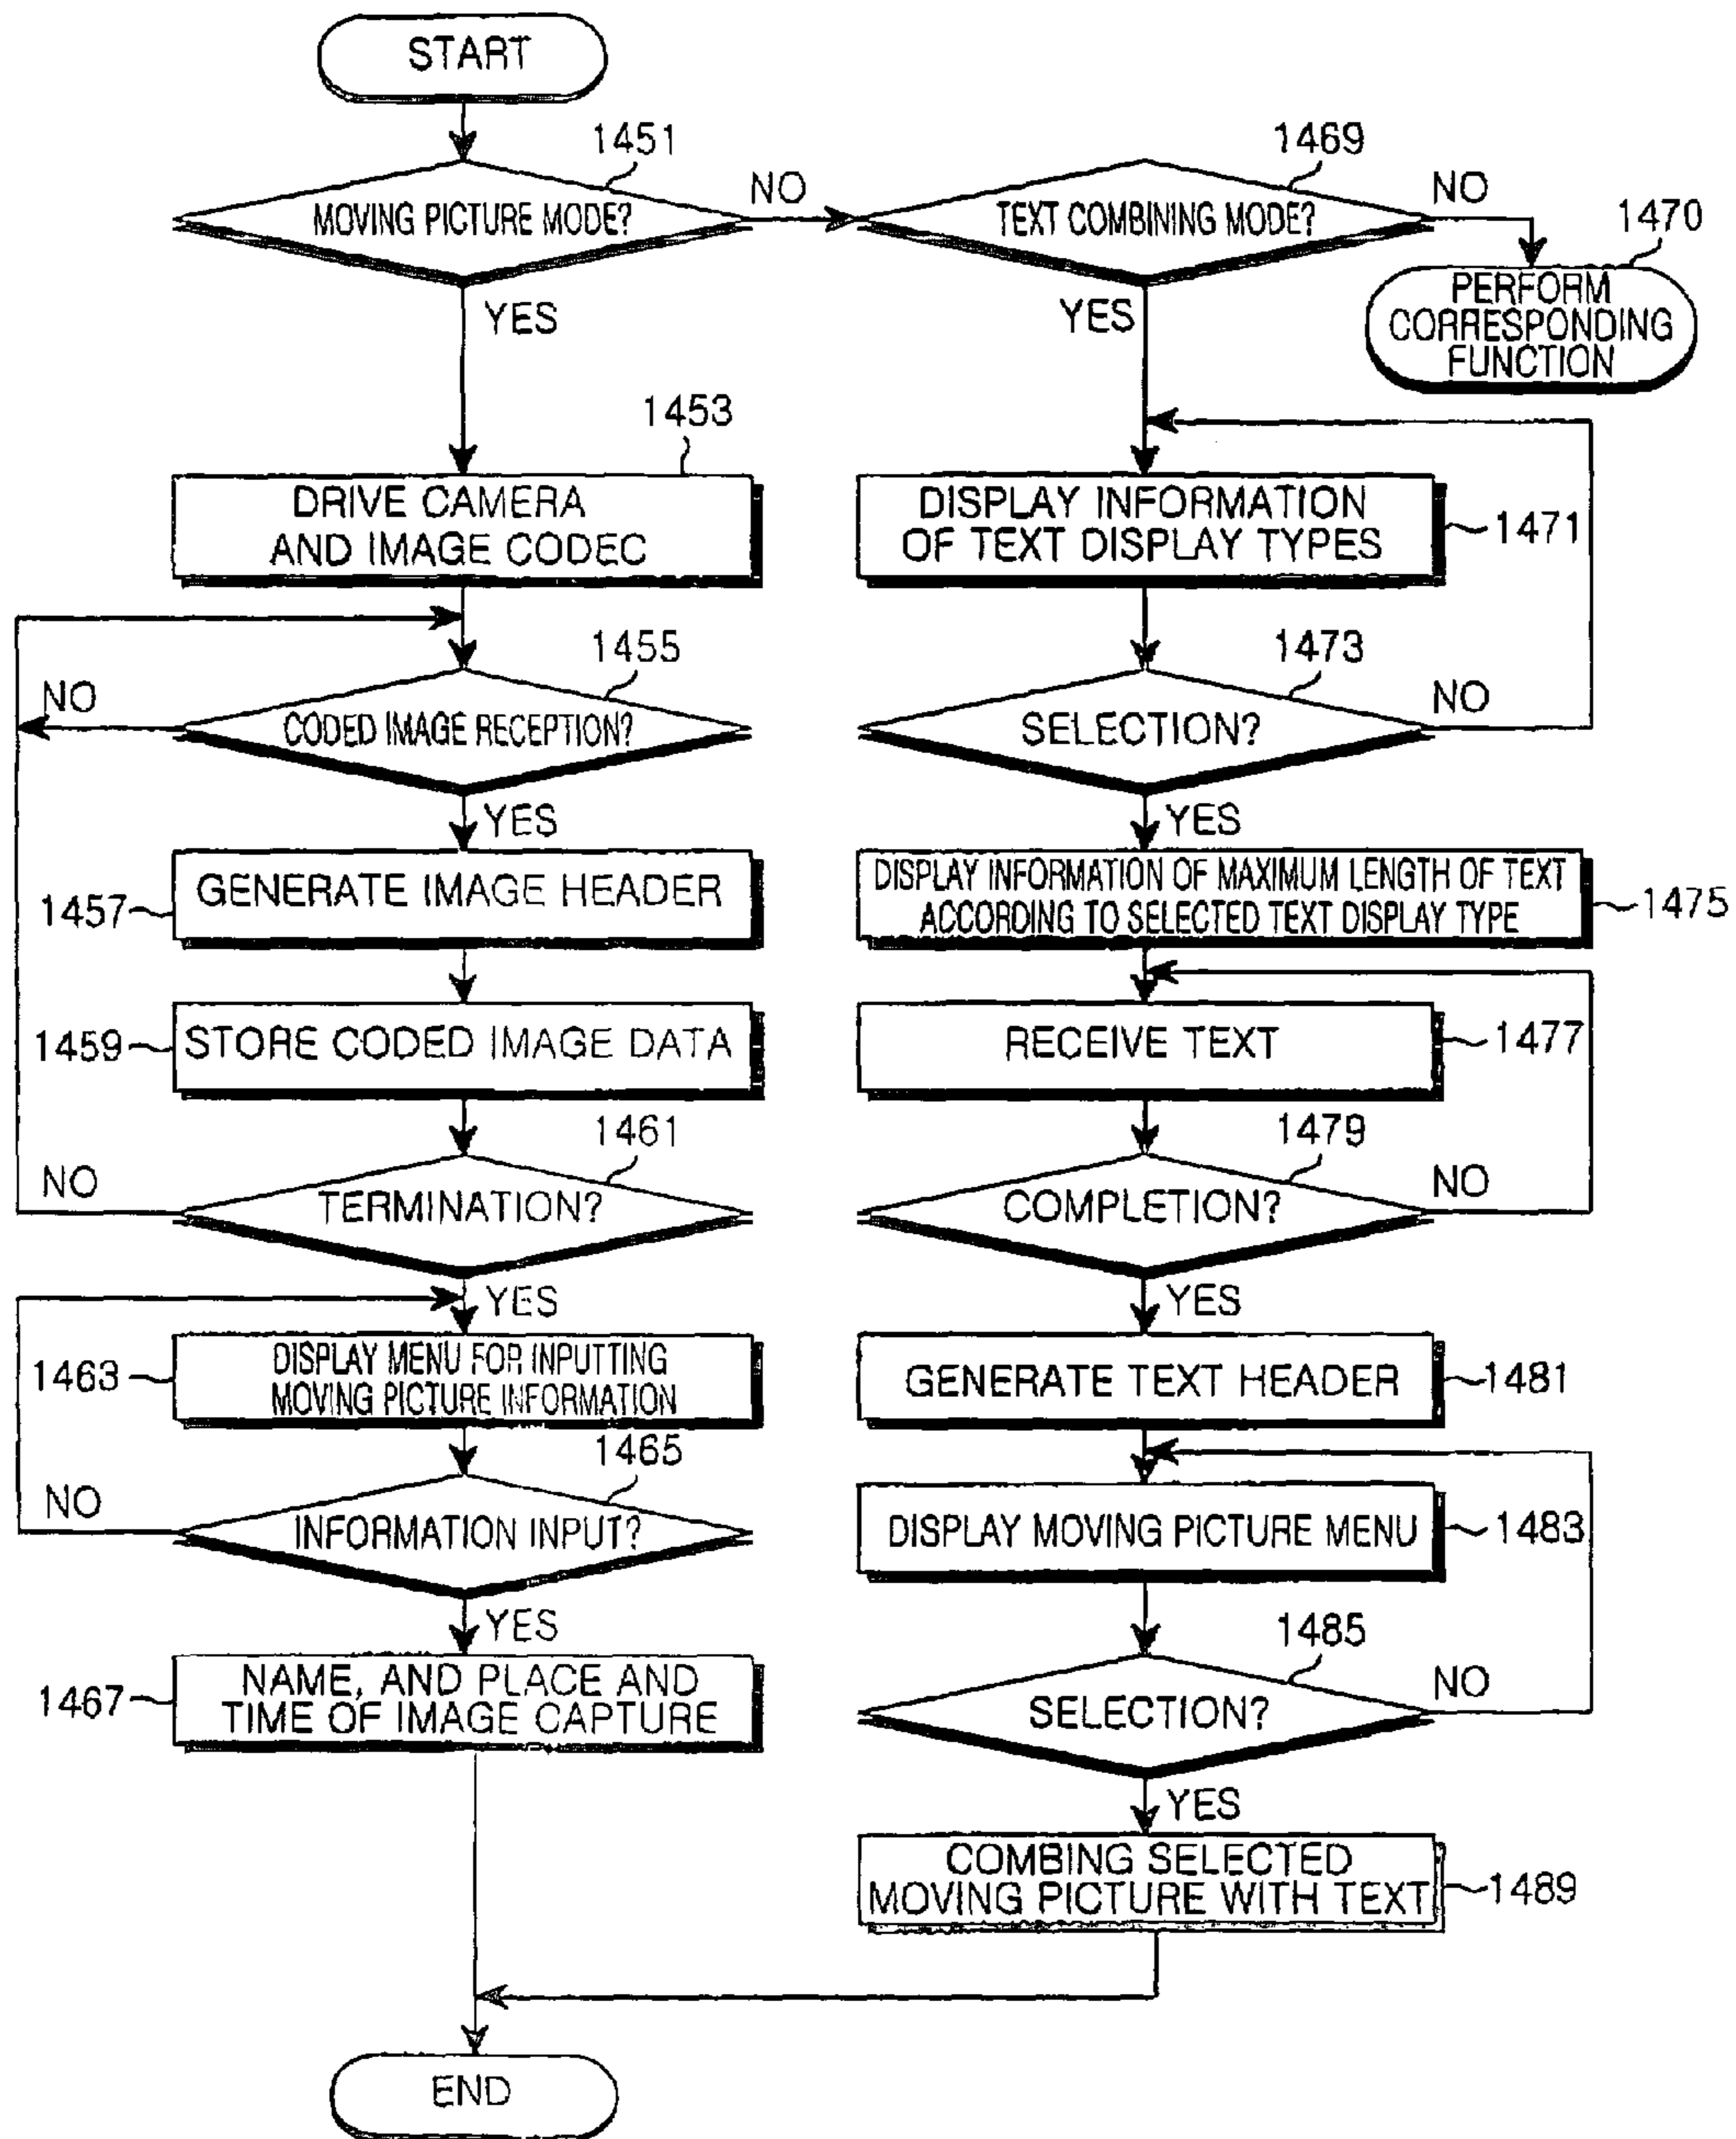 START
1451
MOVING PICTURE MODE?
NO
YES
1469
TEXT COMBINING MODE?
NO
YES
1470
PERFORM
CORRESPONDING
FUNCTION
1453
DRIVE CAMERA
AND IMAGE CODEC
1455
CODED IMAGE RECEPTION?
NO
YES
1457
GENERATE IMAGE HEADER
1459
STORE CODED IMAGE DATA
1461
TERMINATION?
NO
YES
1463
DISPLAY MENU FOR INPUTTING
MOVING PICTURE INFORMATION
1465
INFORMATION INPUT?
NO
YES
1467
NAME, AND PLACE AND
TIME OF IMAGE CAPTURE
DISPLAY INFORMATION
OF TEXT DISPLAY TYPES
1471
1473
SELECTION?
NO
YES
DISPLAY INFORMATION OF MAXIMUM LENGTH OF TEXT
ACCORDING TO SELECTED TEXT DISPLAY TYPE
1475
RECEIVE TEXT
1477
1479
COMPLETION?
NO
YES
GENERATE TEXT HEADER
1481
DISPLAY MOVING PICTURE MENU
1483
1485
SELECTION?
NO
YES
COMBING SELECTED
MOVING PICTURE WITH TEXT
1489
END